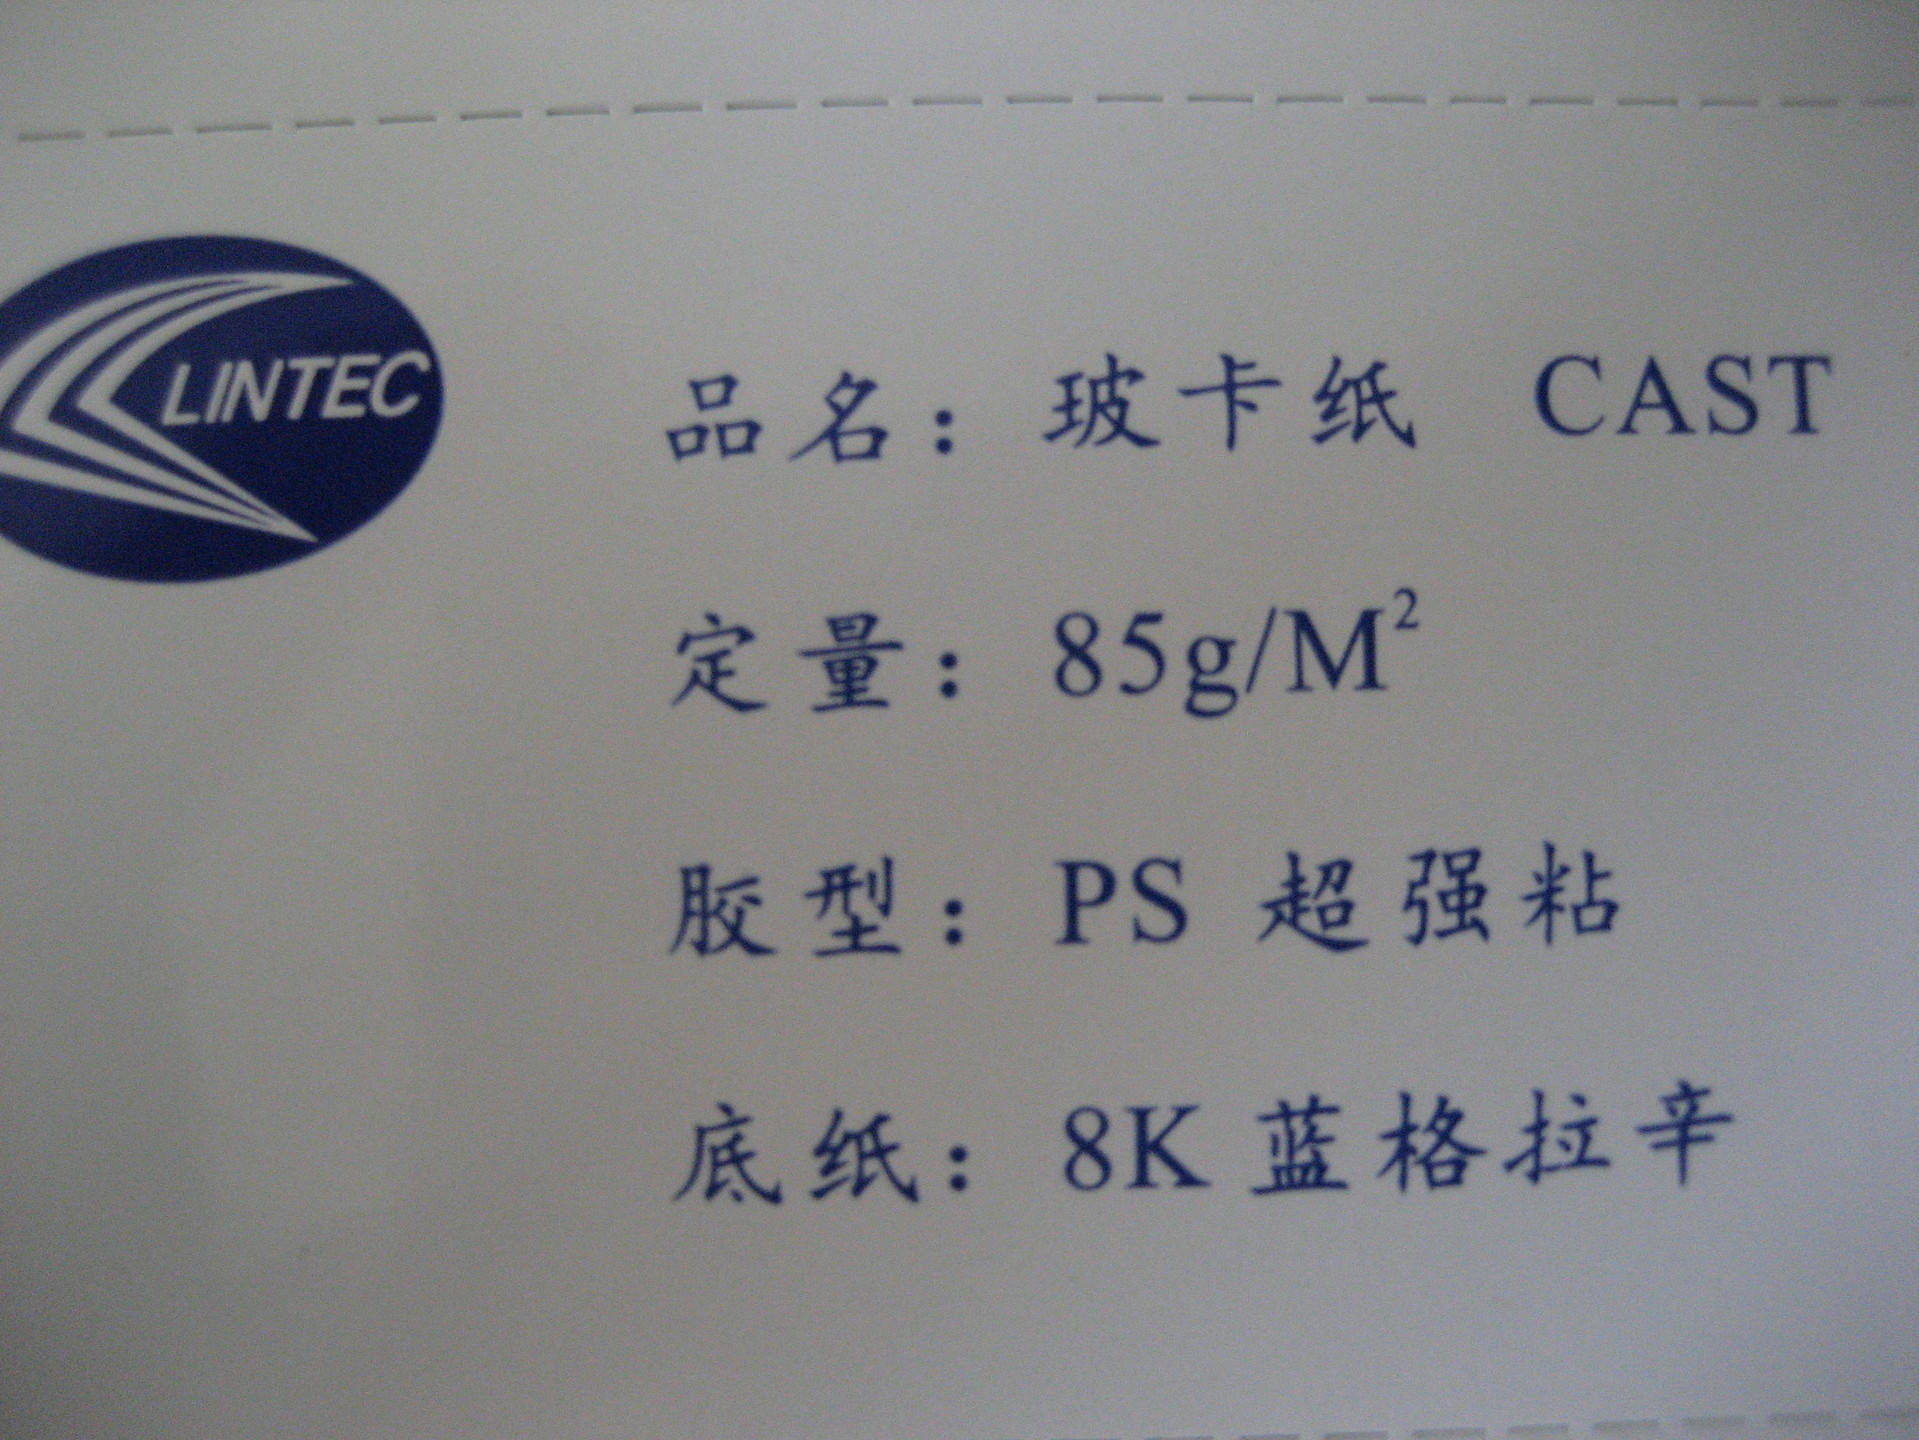 LINTEC
品名：玻卡纸 CAST
定量：85g/M²
胶型：PS 超强粘
底纸：8K 蓝格拉辛